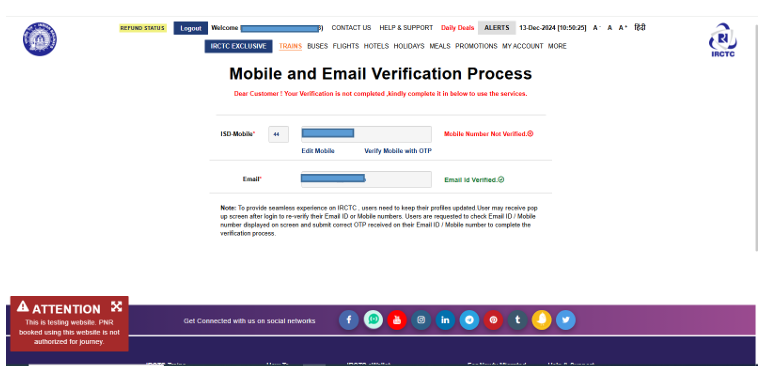 REFUND STATUS Logout Welcome CONTACT US HELP & SUPPORT Daily Deals ALERTS 13-Dec-2024 [10:50:25] A- A A+ हिंदी
IRCTC EXCLUSIVE TRAINS BUSES FLIGHTS HOTELS HOLIDAYS MEALS PROMOTIONS MY ACCOUNT MORE
IRCTC
Mobile and Email Verification Process
Dear Customer ! Your Verification is not completed ,kindly complete it in below to use the services.
ISD-Mobile* 44 Mobile Number Not Verified.
Edit Mobile Verify Mobile with OTP
Email* Email Id Verified.
Note: To provide seamless experience on IRCTC , users need to keep their profiles updated.User may receive pop
up screen after login to re-verify their Email ID or Mobile numbers. Users are
requested to check Email ID / Mobile
number displayed on screen and submit correct OTP received on their Email ID / Mobile number to complete the
verification process.
ATTENTION
This is testing website. PNR
booked using this website is not
authorized for journey.
Get Connected with us on social networks